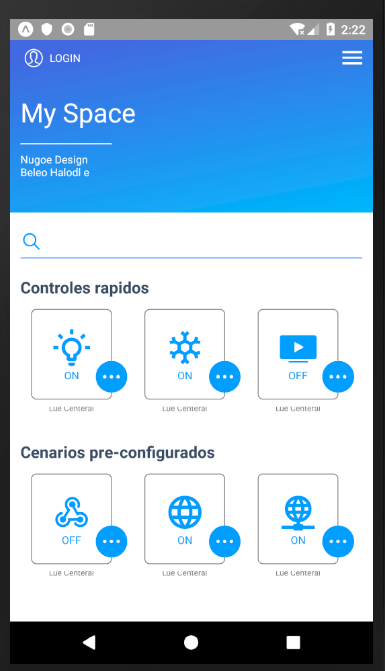 2:22
LOGIN
My Space
Nugoe Design
Beleo Halodl e
Controles rapidos
ON ON OFF
Lue Centeral Lue Centeral Lue Centeral
Cenarios pre-configurados
OFF ON ON
Lue Centeral Lue Centeral Lue Centeral